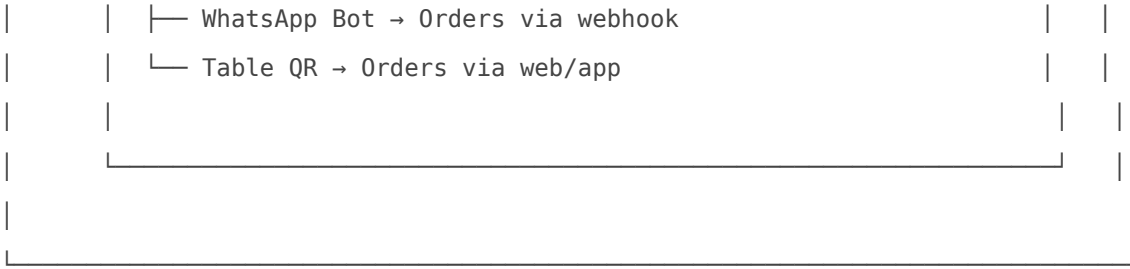 │      │  ├── WhatsApp Bot → Orders via webhook                         │   │
│      │  └── Table QR → Orders via web/app                             │   │